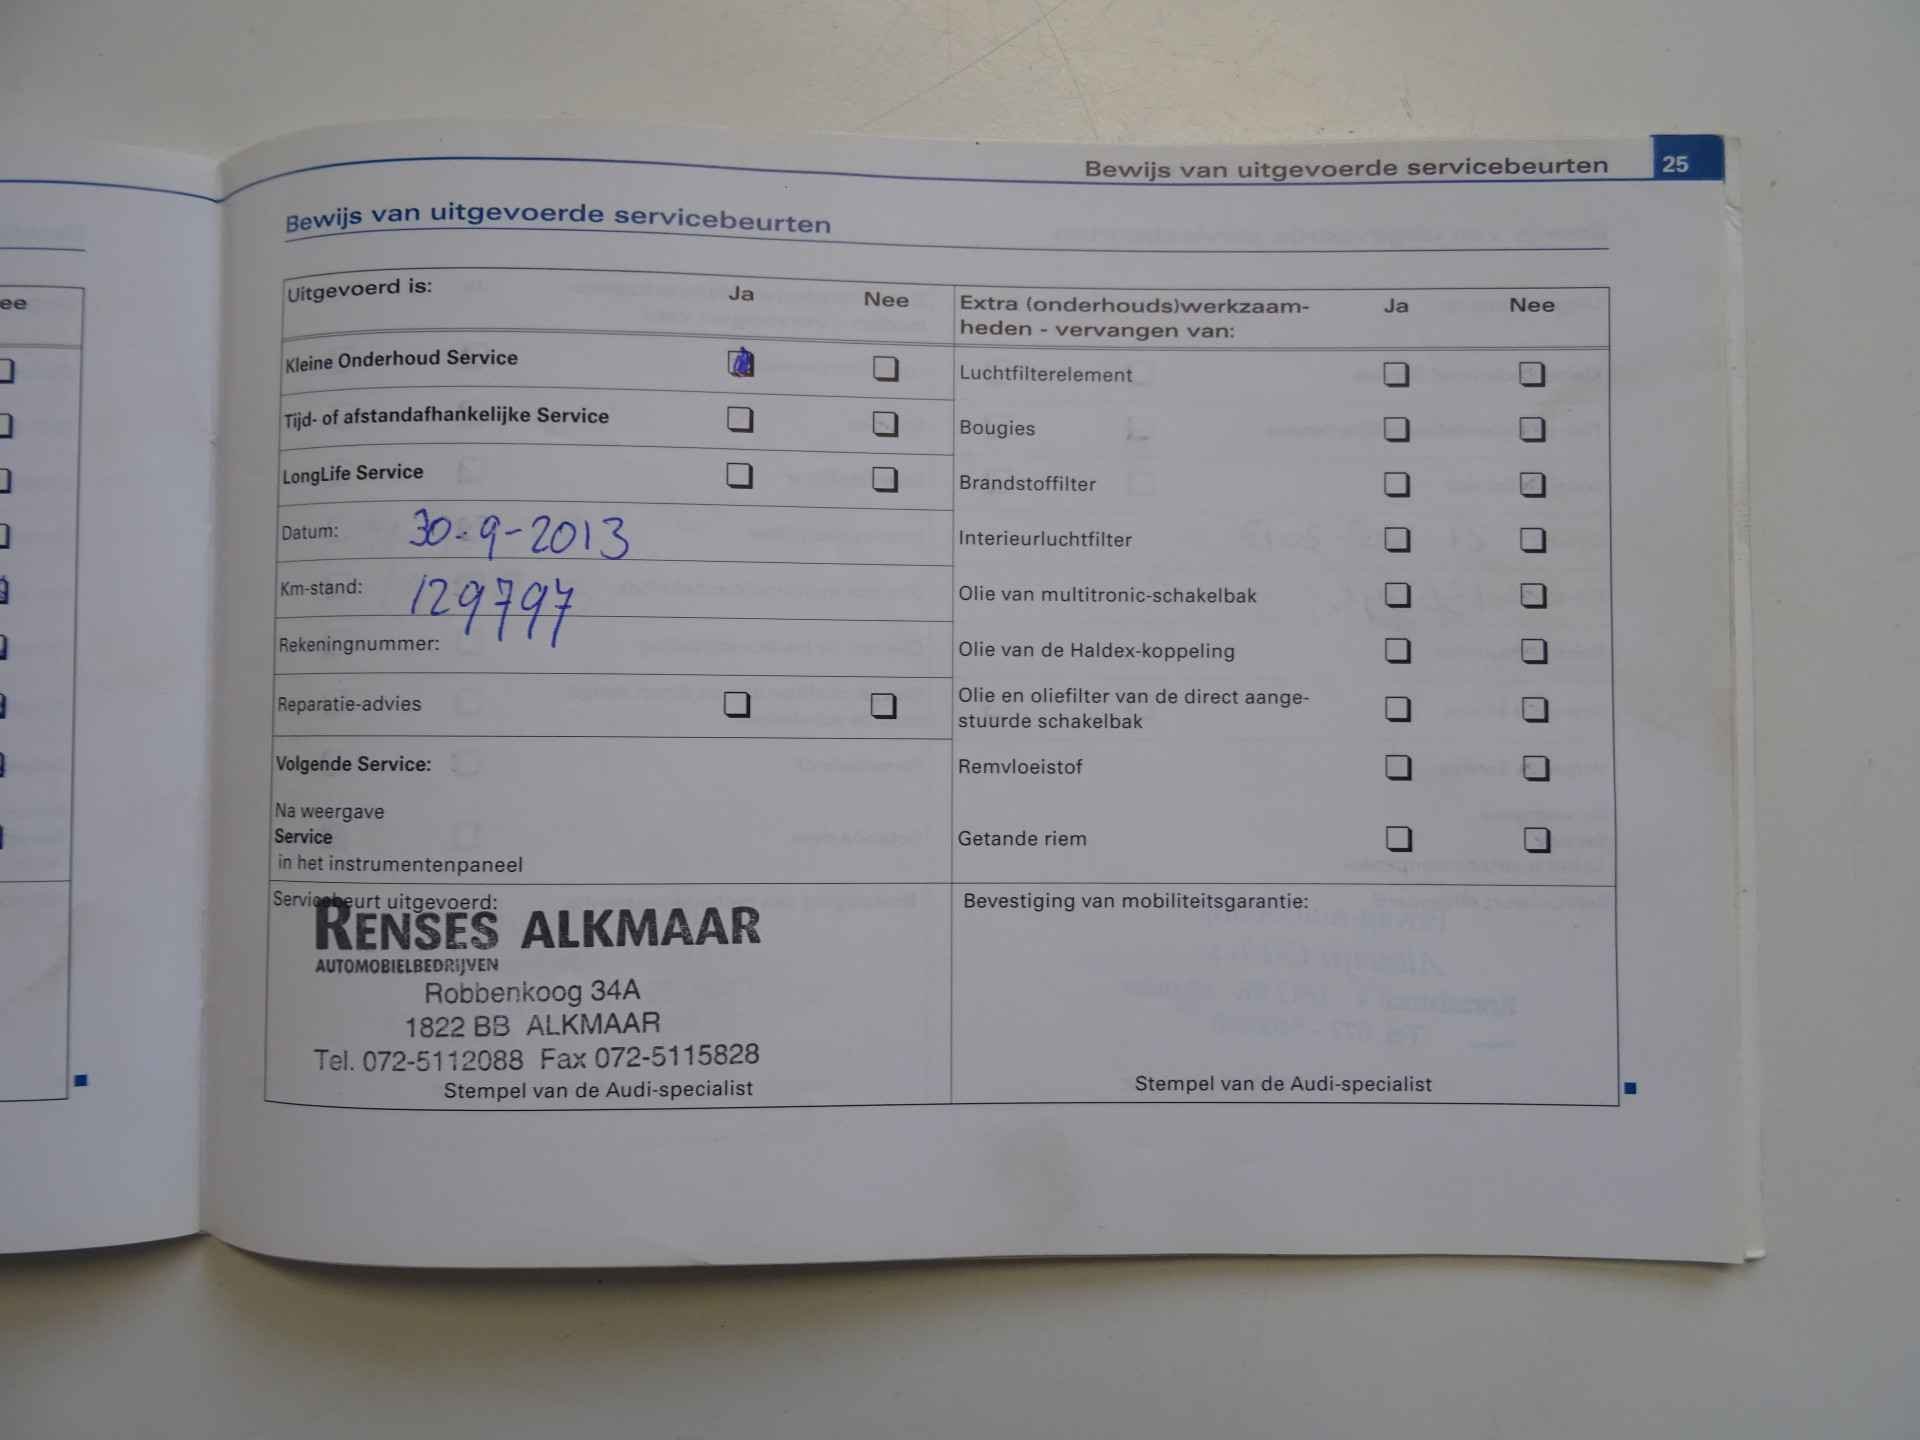 Bewijs van uitgevoerde servicebeurten 25
Bewijs van uitgevoerde servicebeurten
ee
Uitgevoerd is: Ja Nee
Kleine Onderhoud Service
Tijd- of afstandafhankelijke Service
LongLife Service
Datum: 30-9-2013
Km-stand: 129797
Rekeningnummer:
Reparatie-advies
Volgende Service:
Na weergave
Service
in het instrumentenpaneel
Servicebeurt uitgevoerd:
RENSES ALKMAAR
AUTOMOBIELBEDRIJVEN
Robbenkoog 34A
1822 BB ALKMAAR
Tel. 072-5112088 Fax 072-5115828
Stempel van de Audi-specialist
Extra (onderhouds)werkzaam- Ja Nee
heden - vervangen van:
Luchtfilterelement
Bougies
Brandstoffilter
Interieurluchtfilter
Olie van multitronic-schakelbak
Olie van de Haldex-koppeling
Olie en oliefilter van de direct aange-
stuurde schakelbak
Remvloeistof
Getande riem
Bevestiging van mobiliteitsgarantie:
Stempel van de Audi-specialist